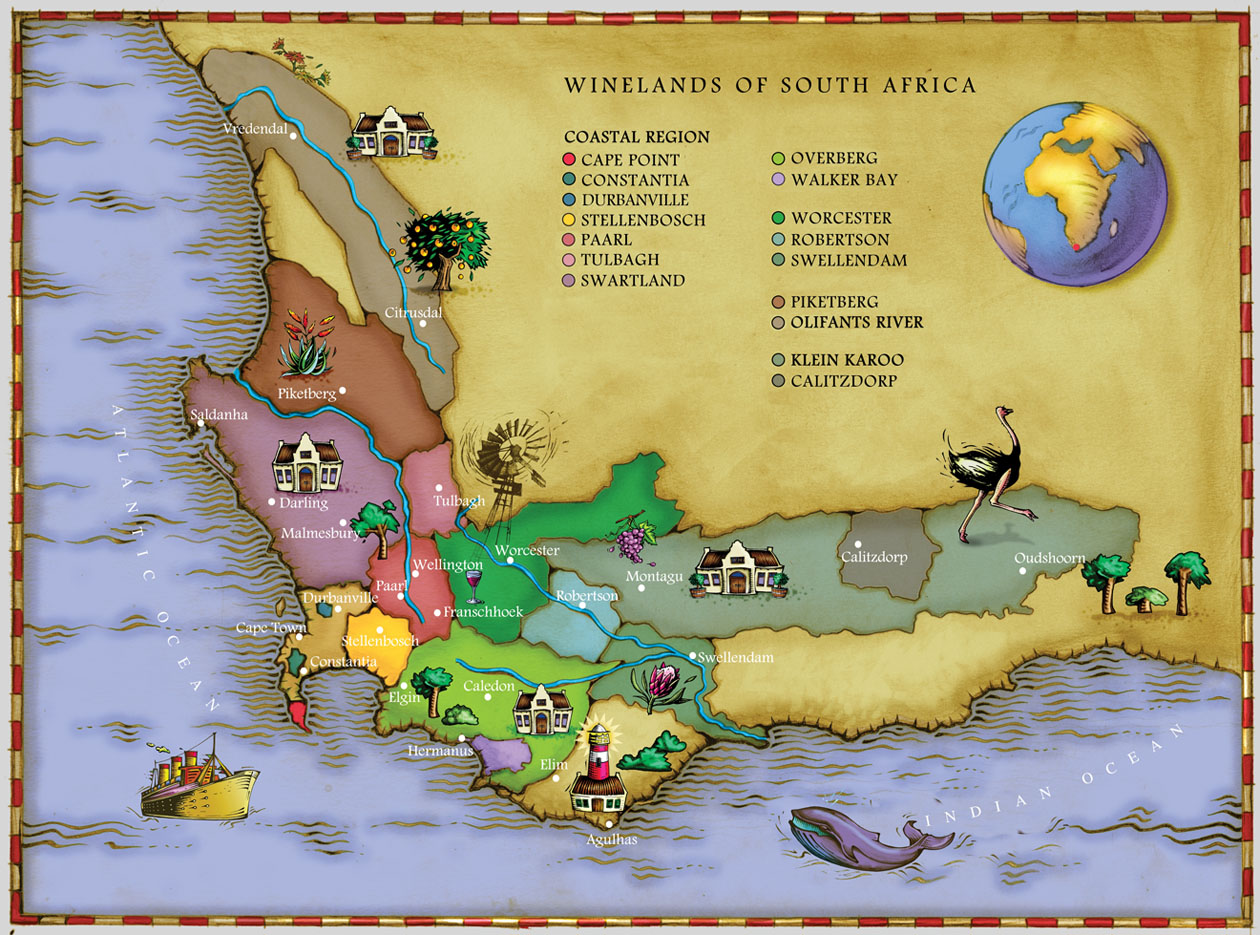 WINELANDS OF SOUTH AFRICA
COASTAL REGION
CAPE POINT
CONSTANTIA
DURBANVILLE
STELLENBOSCH
PAARL
TULBAGH
SWARTLAND
OVERBERG
WALKER BAY
WORCESTER
ROBERTSON
SWELLENDAM
PIKETBERG
OLIFANTS RIVER
KLEIN KAROO
CALITZDORP
Vredendal
Citrusdal
Piketberg
Saldanha
Darling
Malmesbury
Tulbagh
Worcester
Wellington
Paarl
Franschhoek
Durbanville
Cape Town
Stellenbosch
Constantia
Robertson
Montagu
Calitzdorp
Oudshoorn
Swellendam
Elgin
Caledon
Hermanus
Elim
Agulhas
ATLANTIC OCEAN
INDIAN OCEAN